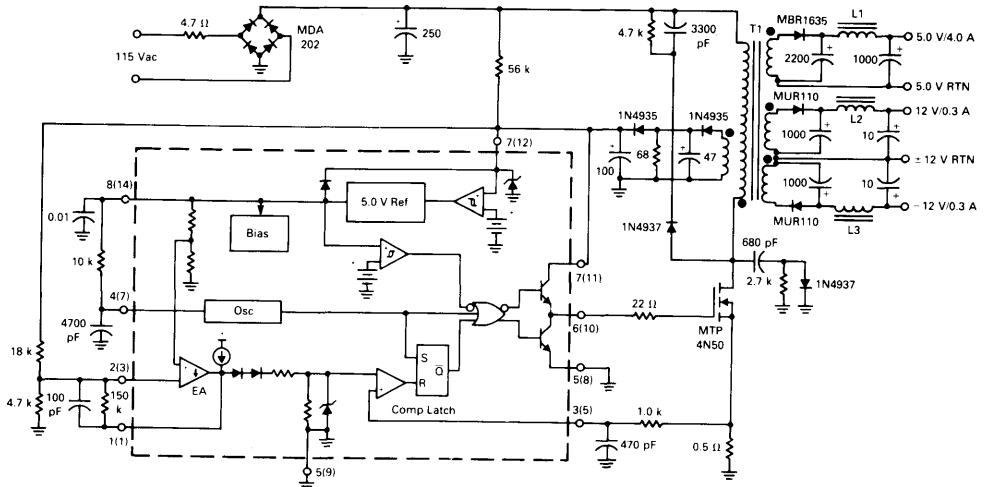 4.7 Ω
MDA
202
115 Vac
250
4.7 k
3300
pF
56 k
T1
MBR1635
L1
5.0 V/4.0 A
2200
1000
5.0 V RTN
MUR110
L2
12 V/0.3 A
1000
10
± 12 V RTN
1000
10
MUR110
L3
– 12 V/0.3 A
1N4935
1N4935
100
68
47
7(12)
8(14)
0.01
5.0 V Ref
Bias
10 k
4(7)
4700
pF
Osc
7(11)
1N4937
680 pF
2.7 k
1N4937
22 Ω
6(10)
MTP
4N50
5(8)
18 k
2(3)
EA
S
Q
R
Comp Latch
4.7 k
100
pF
150
k
1(1)
3(5)
1.0 k
470 pF
0.5 Ω
5(9)